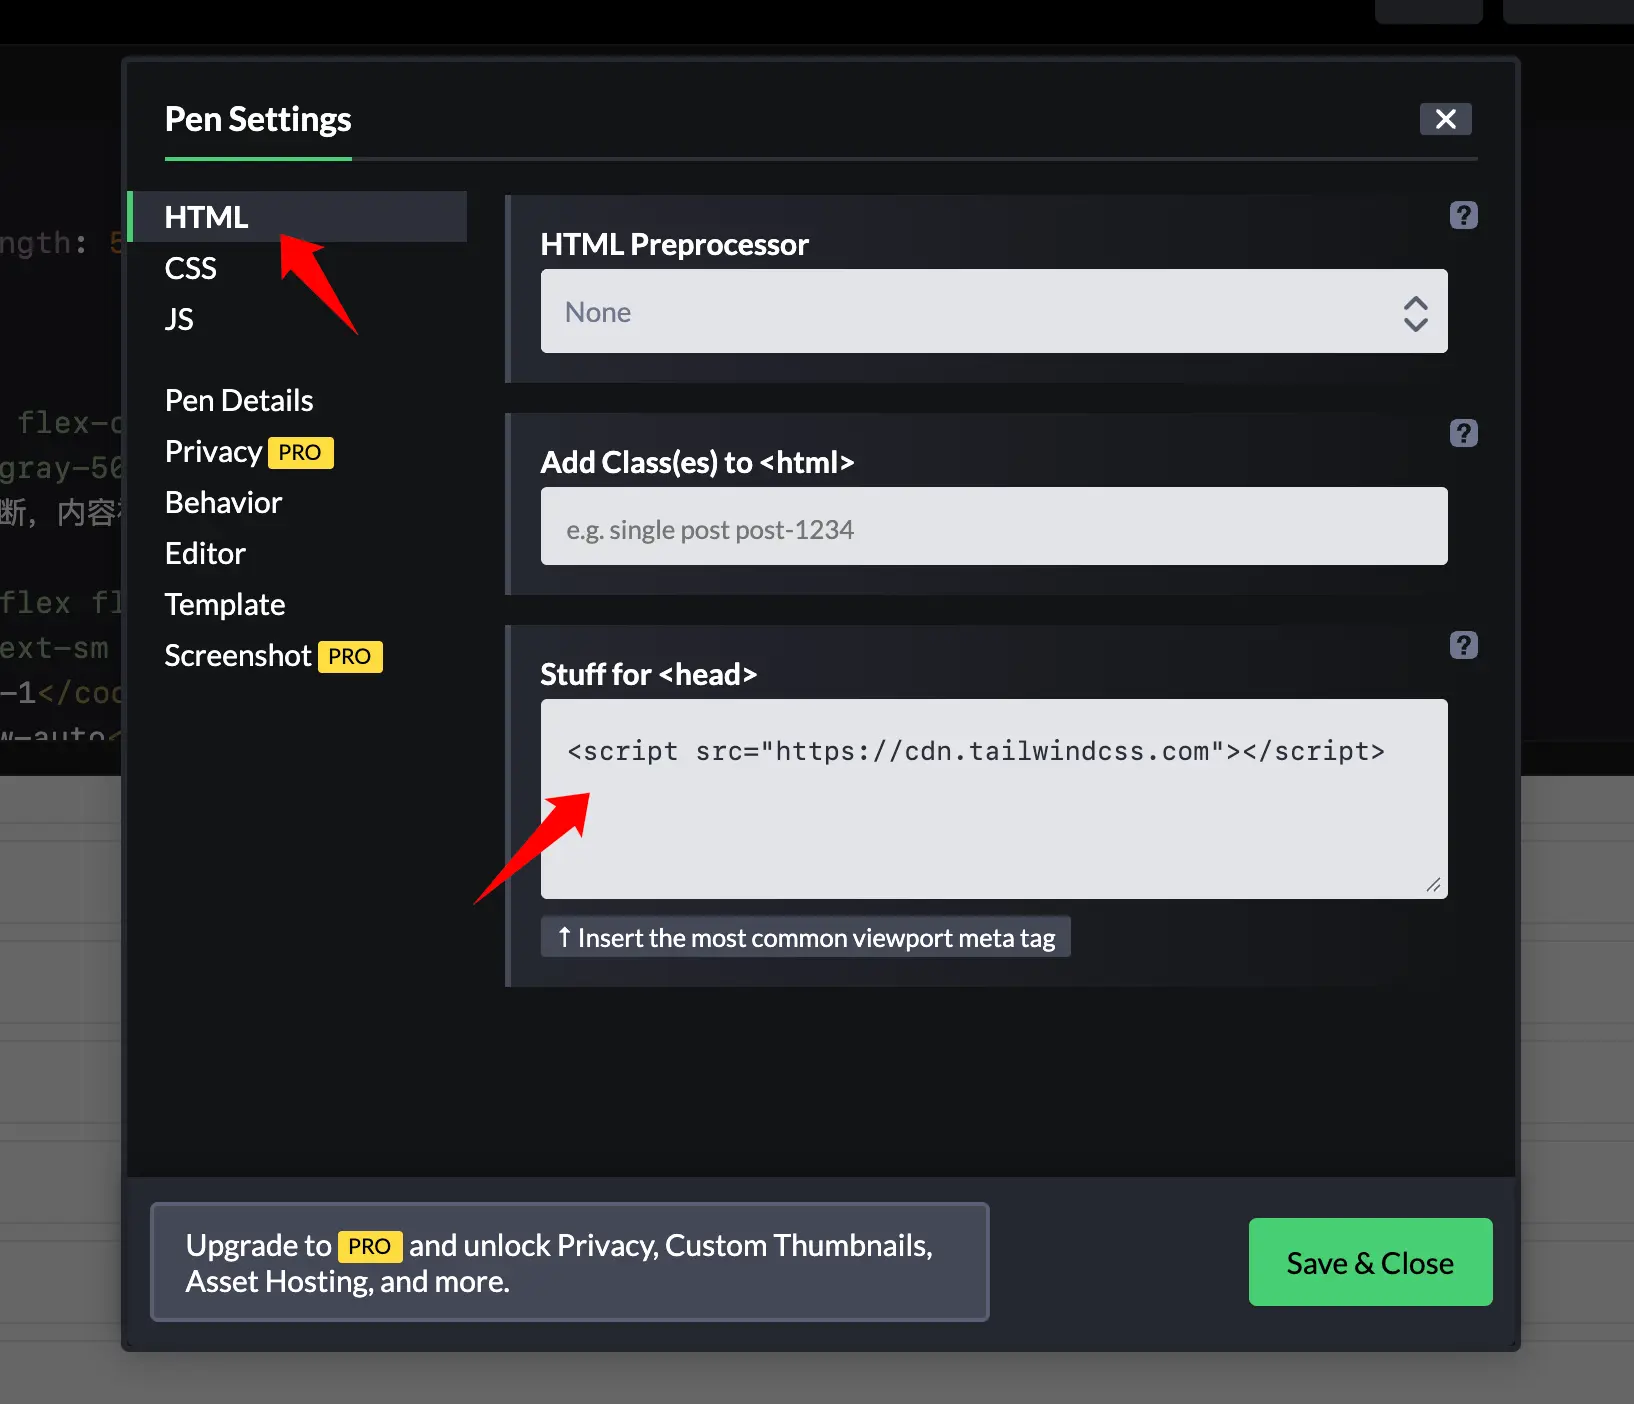 Pen Settings
HTML
CSS
JS
Pen Details
Privacy PRO
Behavior
Editor
Template
Screenshot PRO
?
HTML Preprocessor
None
?
Add Class(es) to <html>
e.g. single post post-1234
?
Stuff for <head>
<script src="https://cdn.tailwindcss.com"></script>
↑ Insert the most common viewport meta tag
Upgrade to PRO and unlock Privacy, Custom Thumbnails,
Asset Hosting, and more.
Save & Close
ngth: 5
flex-c
gray-50
断，内容
flex fl
ext-sm
-1</coo
w-auto<